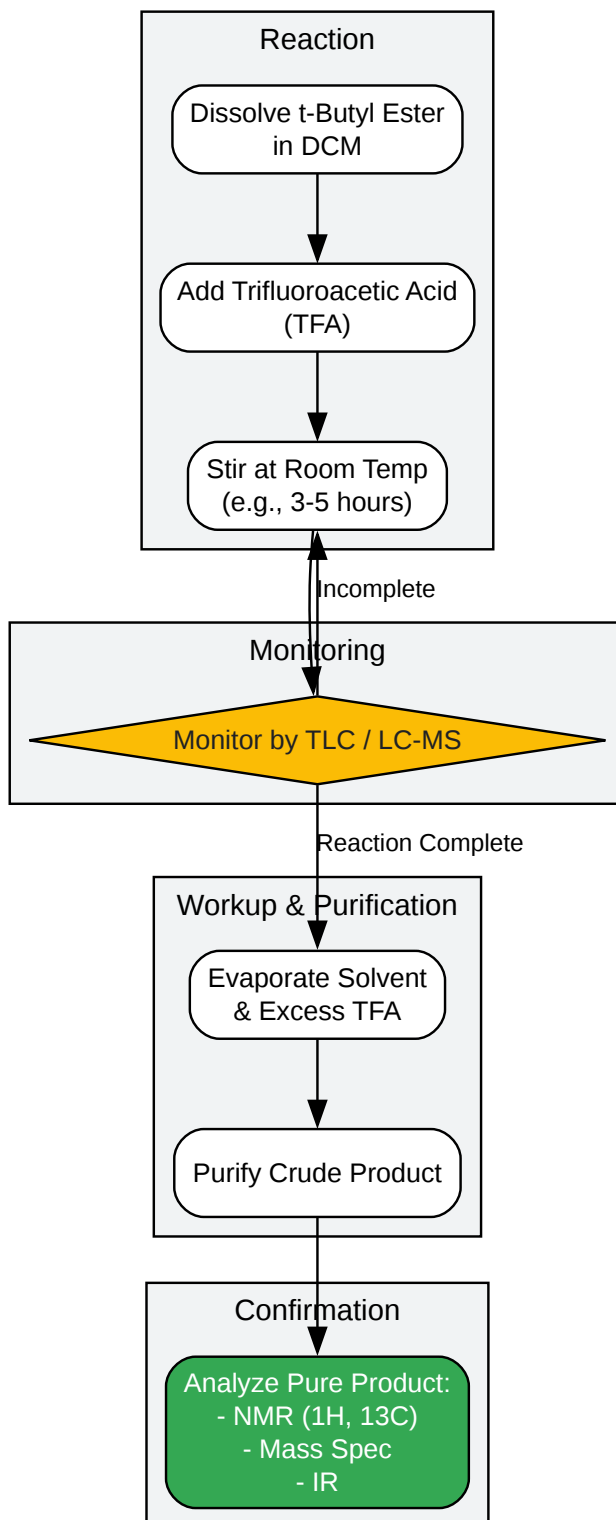 Reaction
Dissolve t-Butyl Ester
in DCM
Add Trifluoroacetic Acid
(TFA)
Stir at Room Temp
(e.g., 3-5 hours)
Incomplete
Monitoring
Monitor by TLC / LC-MS
Reaction Complete
Workup & Purification
Evaporate Solvent
& Excess TFA
Purify Crude Product
Confirmation
Analyze Pure Product:
- NMR (1H, 13C)
- Mass Spec
- IR